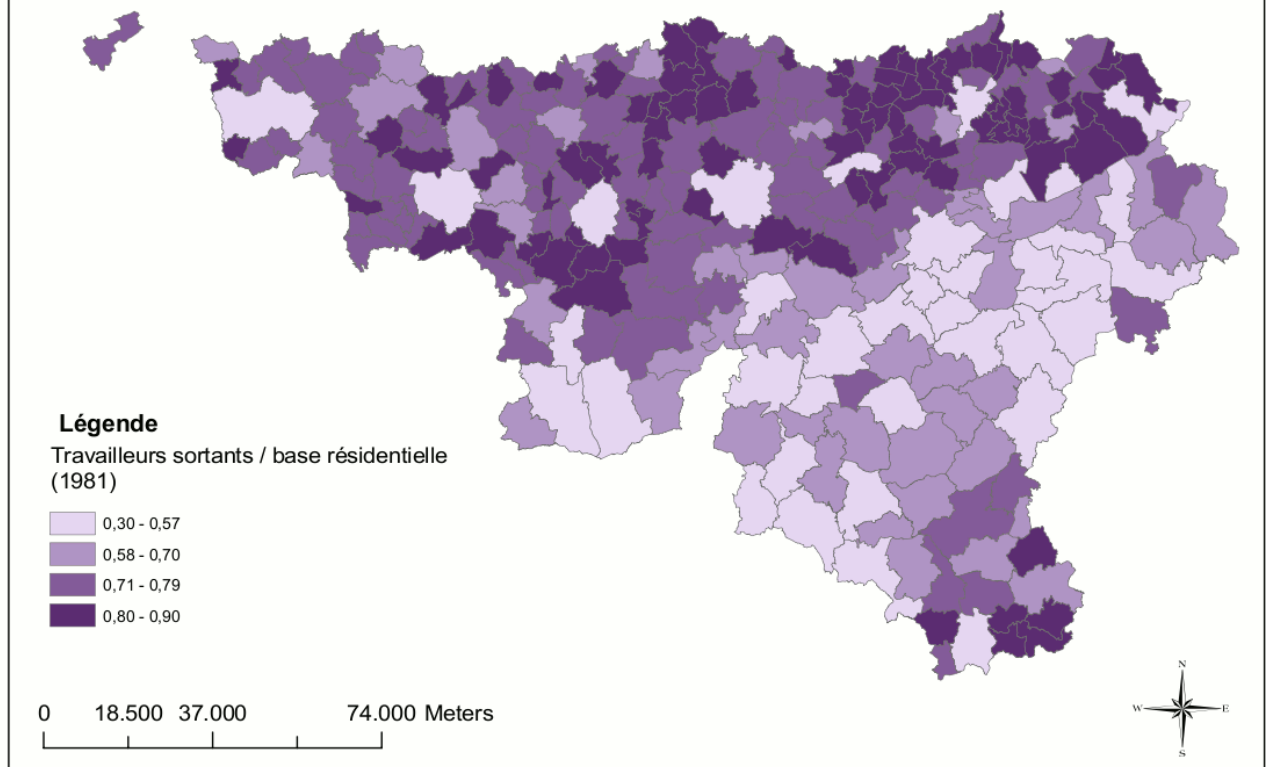 Légende
Travailleurs sortants / base résidentielle
(1981)
0,30 - 0,57
0,58 - 0,70
0,71 - 0,79
0,80 - 0,90
0 18.500 37.000 74.000 Meters
N
W E
S